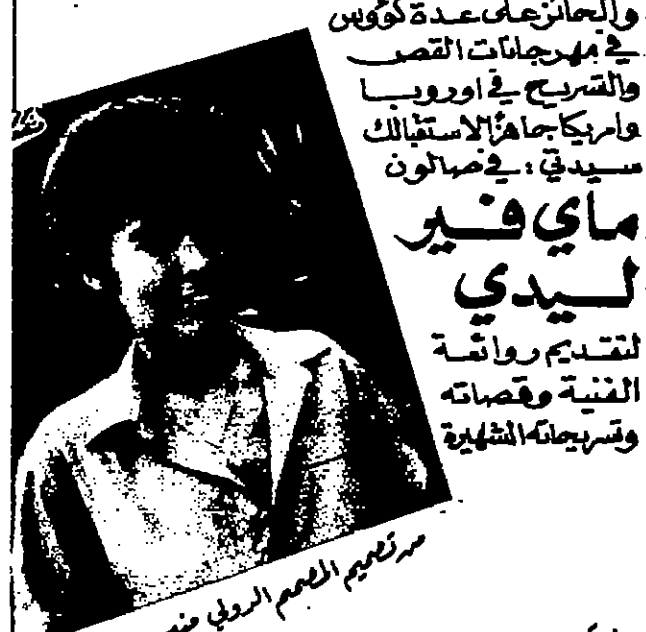 والحائز على عدة كؤوس
في مهرجانات القص
والتسريح في اوروبا
وامريكا جاهز لاستقبالك
سيدتي: في صالون
ماي فير
ليدي
لتقديم روائعة
الفنية وقصاته
وتسريحاته الشهيرة
من تصميم المصمم الدولي